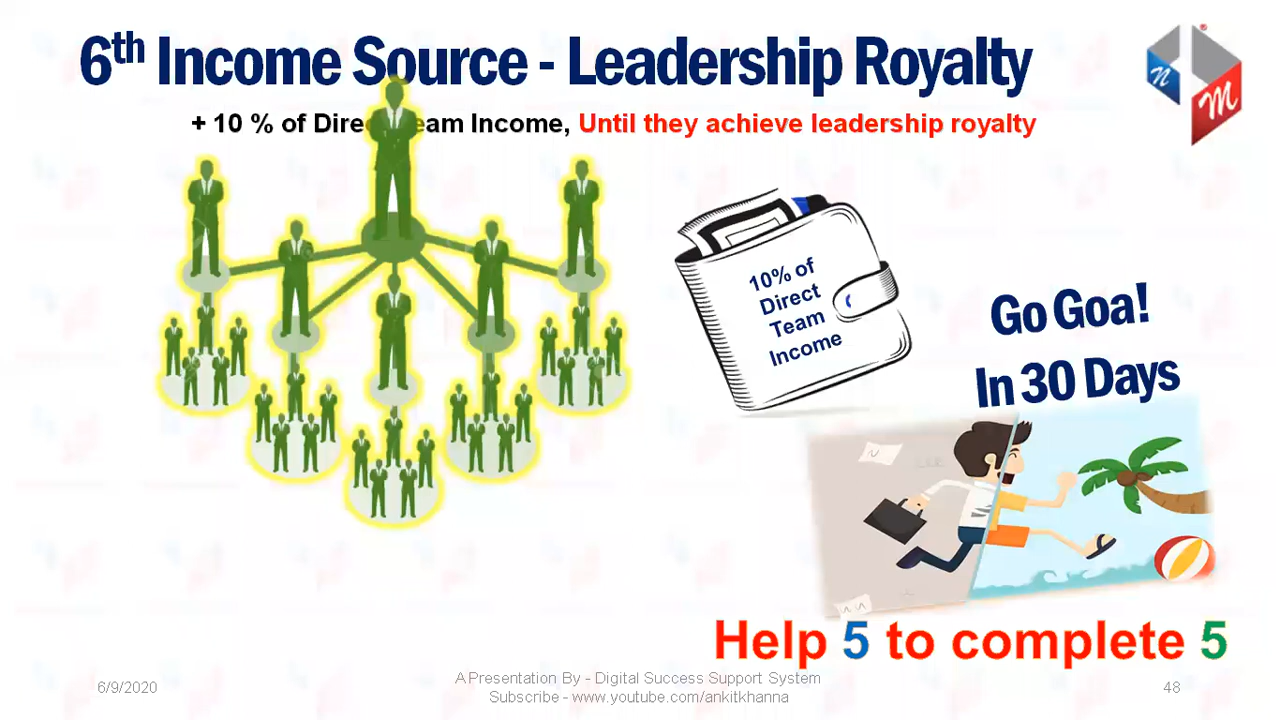 6th Income Source - Leadership Royalty
+ 10 % of Direct Team Income, Until they achieve leadership royalty
n M
10% of
Direct
Team
Income
Go Goa!
In 30 Days
Help 5 to complete 5
6/9/2020
A Presentation By - Digital Success Support System
Subscribe - www.youtube.com/ankitkhanna
48